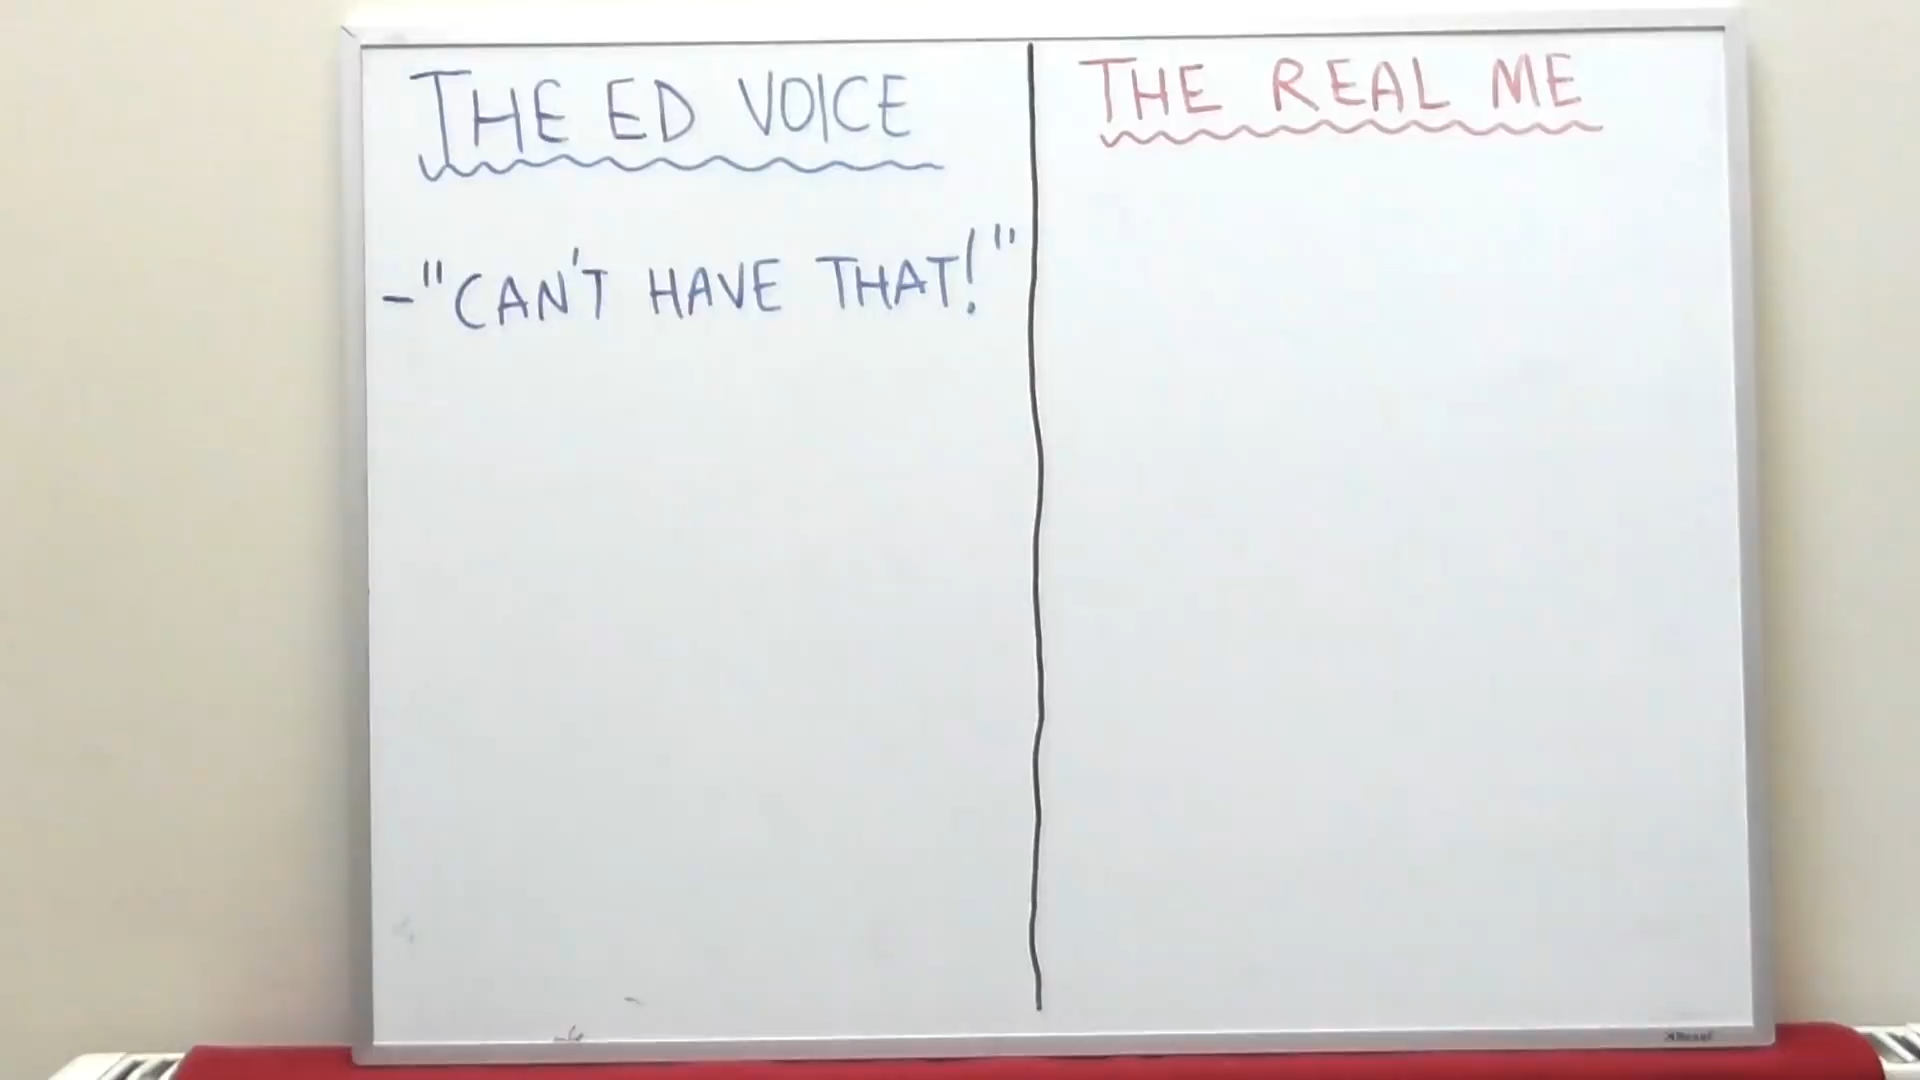 THE ED VOICE
-"CAN'T HAVE THAT!"
THE REAL ME